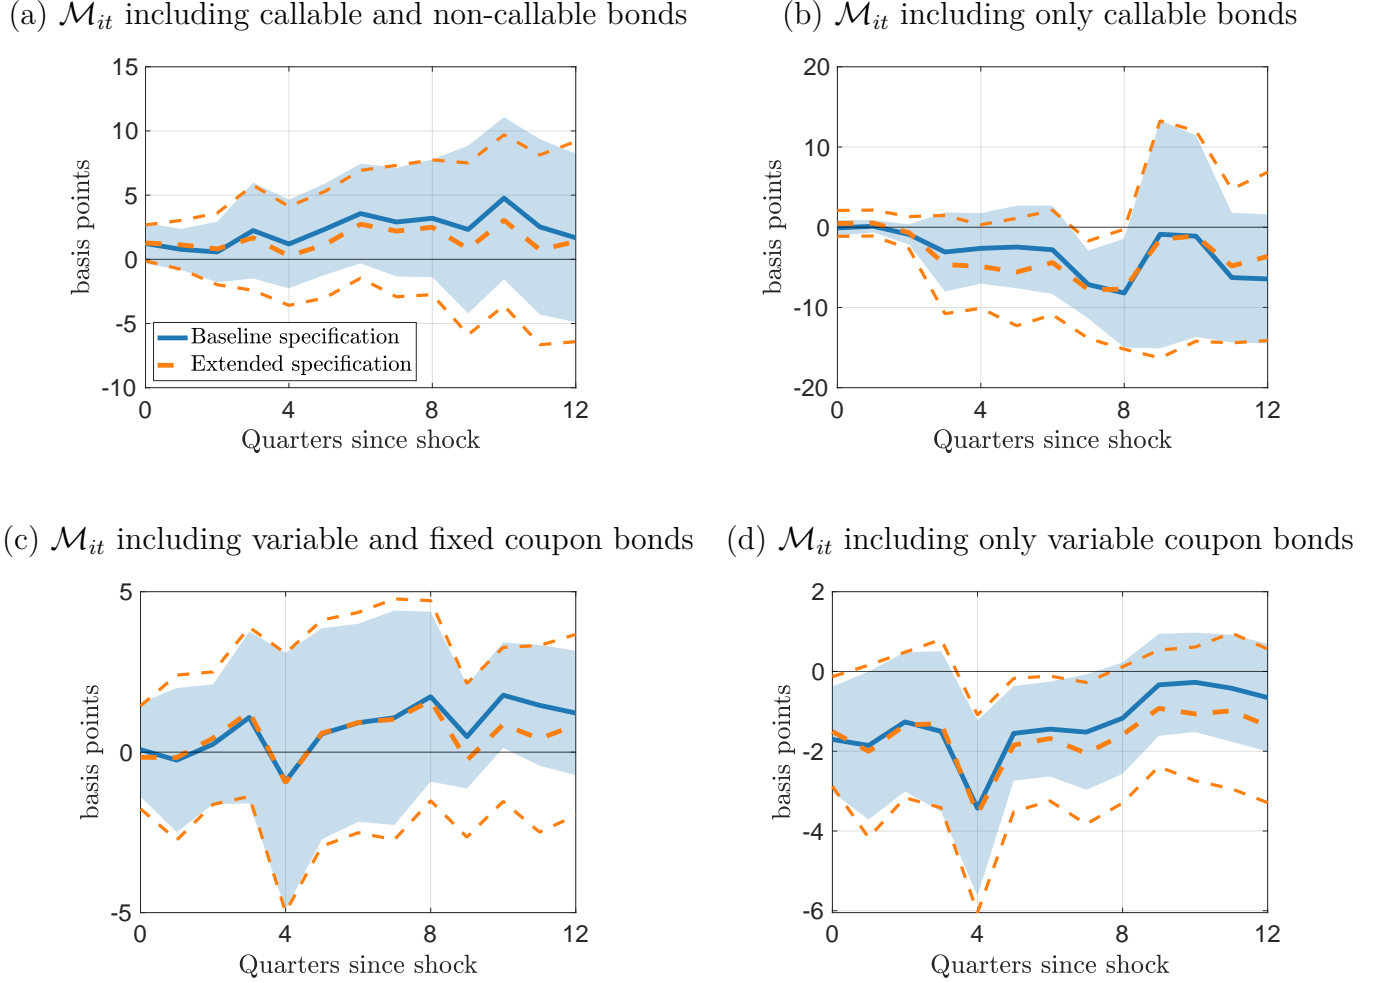 (a) ℳᵢₜ including callable and non-callable bonds
15
10
5
0
-5
-10
basis points
Baseline specification
Extended specification
0 4 8 12
Quarters since shock
(b) ℳᵢₜ including only callable bonds
20
10
0
-10
-20
basis points
0 4 8 12
Quarters since shock
(c) ℳᵢₜ including variable and fixed coupon bonds
5
0
-5
basis points
0 4 8 12
Quarters since shock
(d) ℳᵢₜ including only variable coupon bonds
2
0
-2
-4
-6
basis points
0 4 8 12
Quarters since shock